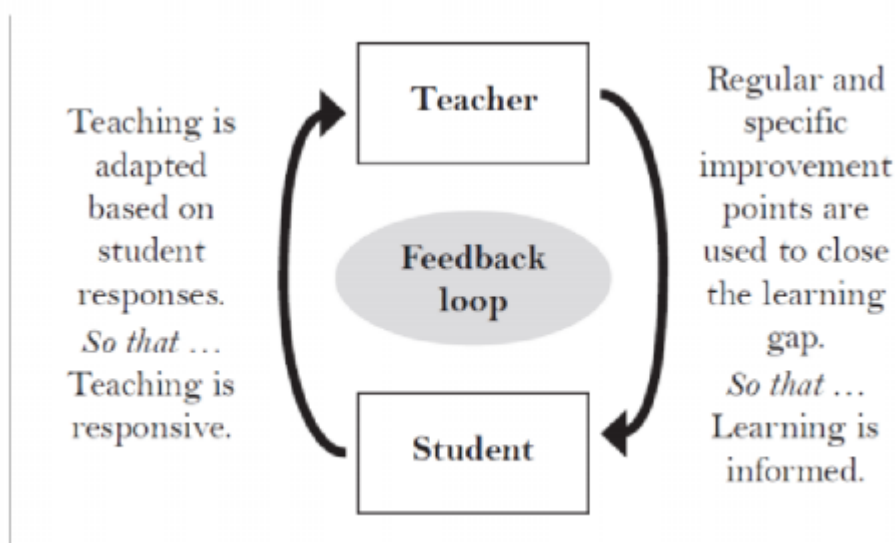 Teacher
Teaching is
adapted
based on
student
responses.
So that …
Teaching is
responsive.
Feedback
loop
Regular and
specific
improvement
points are
used to close
the learning
gap.
So that …
Learning is
informed.
Student